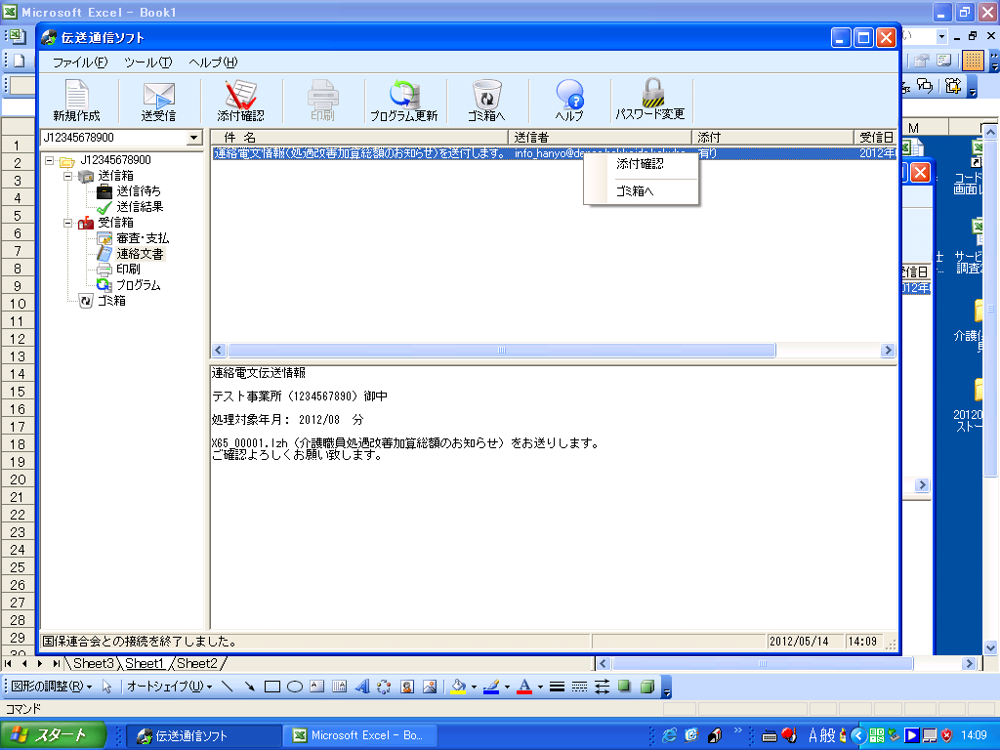 Microsoft Excel - Book1
伝送通信ソフト
ファイル(F) ツール(T) ヘルプ(H)
新規作成 送受信 添付確認 印刷 プログラム更新 ゴミ箱へ ヘルプ パスワード変更
J12345678900
件 名 送信者 添付 受信日
連絡電文情報(処遇改善加算総額のお知らせ)を送付します。 有り 2012年
添付確認
ゴミ箱へ
J12345678900
送信箱
送信待ち
送信結果
受信箱
審査・支払
連絡文書
印刷
プログラム
ゴミ箱
連絡電文伝送情報
テスト事業所（1234567890）御中
処理対象年月： 2012/08 分
X65_00001.lzh（介護職員処遇改善加算総額のお知らせ）をお送りします。
ご確認よろしくお願い致します。
国保連合会との接続を終了しました。 2012/05/14 14:09
1
2
3
4
5
6
7
8
9
10
11
12
13
14
15
16
17
18
19
20
21
22
23
24
25
26
27
28
29
M
コード
画面
サービ
調査
信日
012年
介護
20120
ストー
Sheet3 Sheet1 Sheet2
図形の調整(R) オートシェイプ(U)
コマンド
スタート 伝送通信ソフト Microsoft Excel - Bo... A 般 14:09